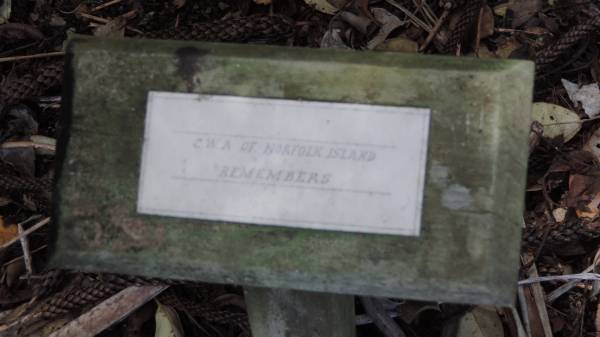 C.W.A OF NORFOLK ISLAND
REMEMBERS